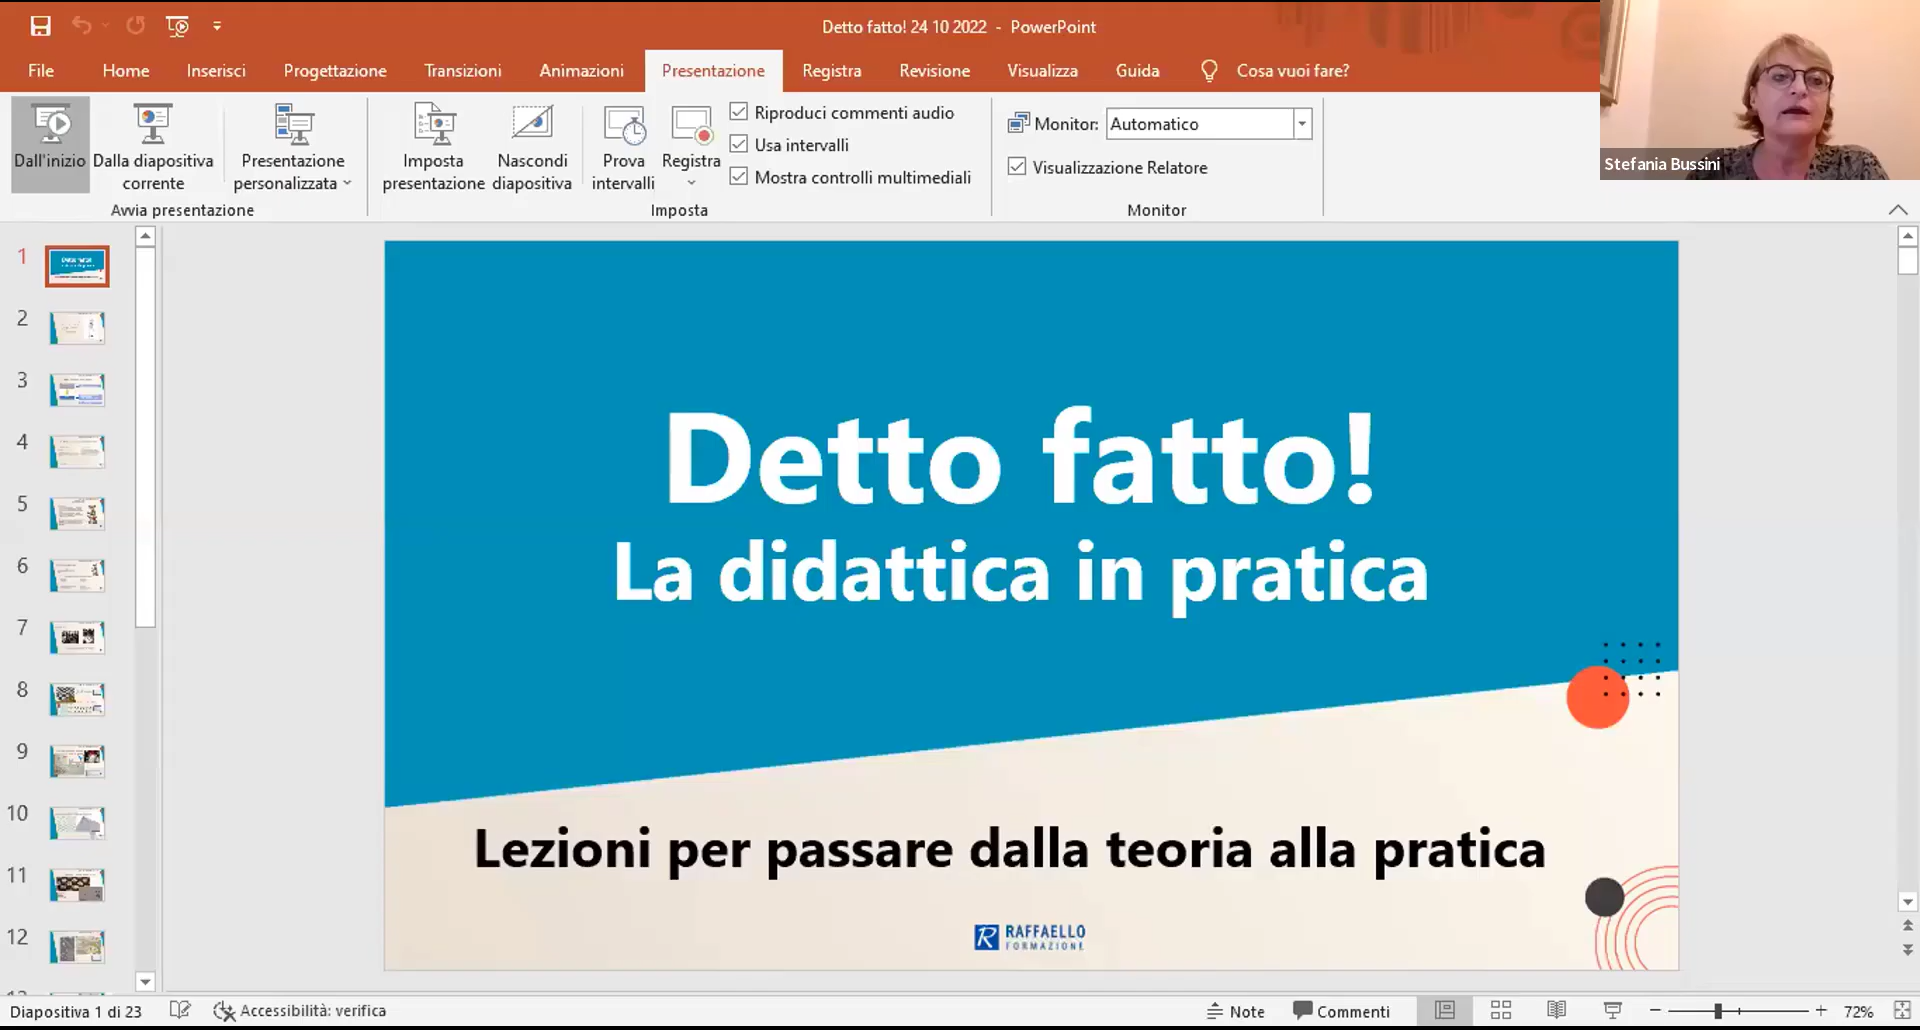 Detto fatto! 24 10 2022 - PowerPoint
File Home Inserisci Progettazione Transizioni Animazioni Presentazione Registra Revisione Visualizza Guida Cosa vuoi fare?
Dall'inizio
Dalla diapositiva
corrente
Presentazione
personalizzata
Avvia presentazione
Imposta
presentazione
Nascondi
diapositiva
Prova
intervalli
Registra
Riproduci commenti audio
Usa intervalli
Mostra controlli multimediali
Imposta
Monitor: Automatico
Visualizzazione Relatore
Monitor
Stefania Bussini
1
2
3
4
5
6
7
8
9
10
11
12
Detto fatto!
La didattica in pratica
Lezioni per passare dalla teoria alla pratica
R RAFFAELLO
FORMAZIONE
Diapositiva 1 di 23 Accessibilità: verifica Note Commenti 72%